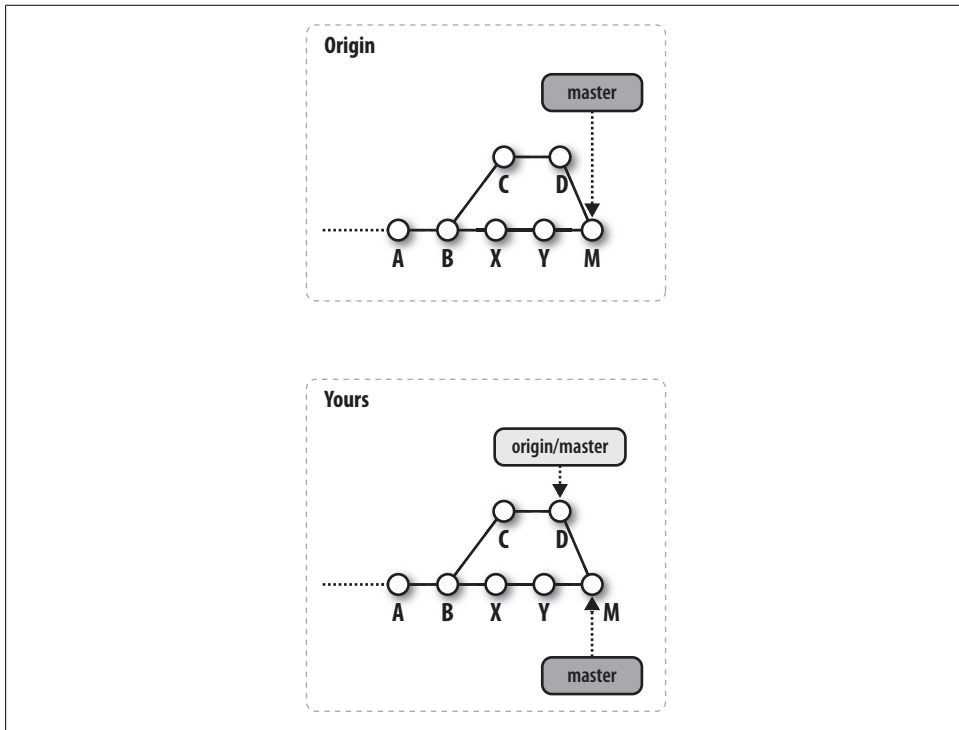 Origin
master
C D
A B X Y M
Yours
origin/master
C D
A B X Y M
master